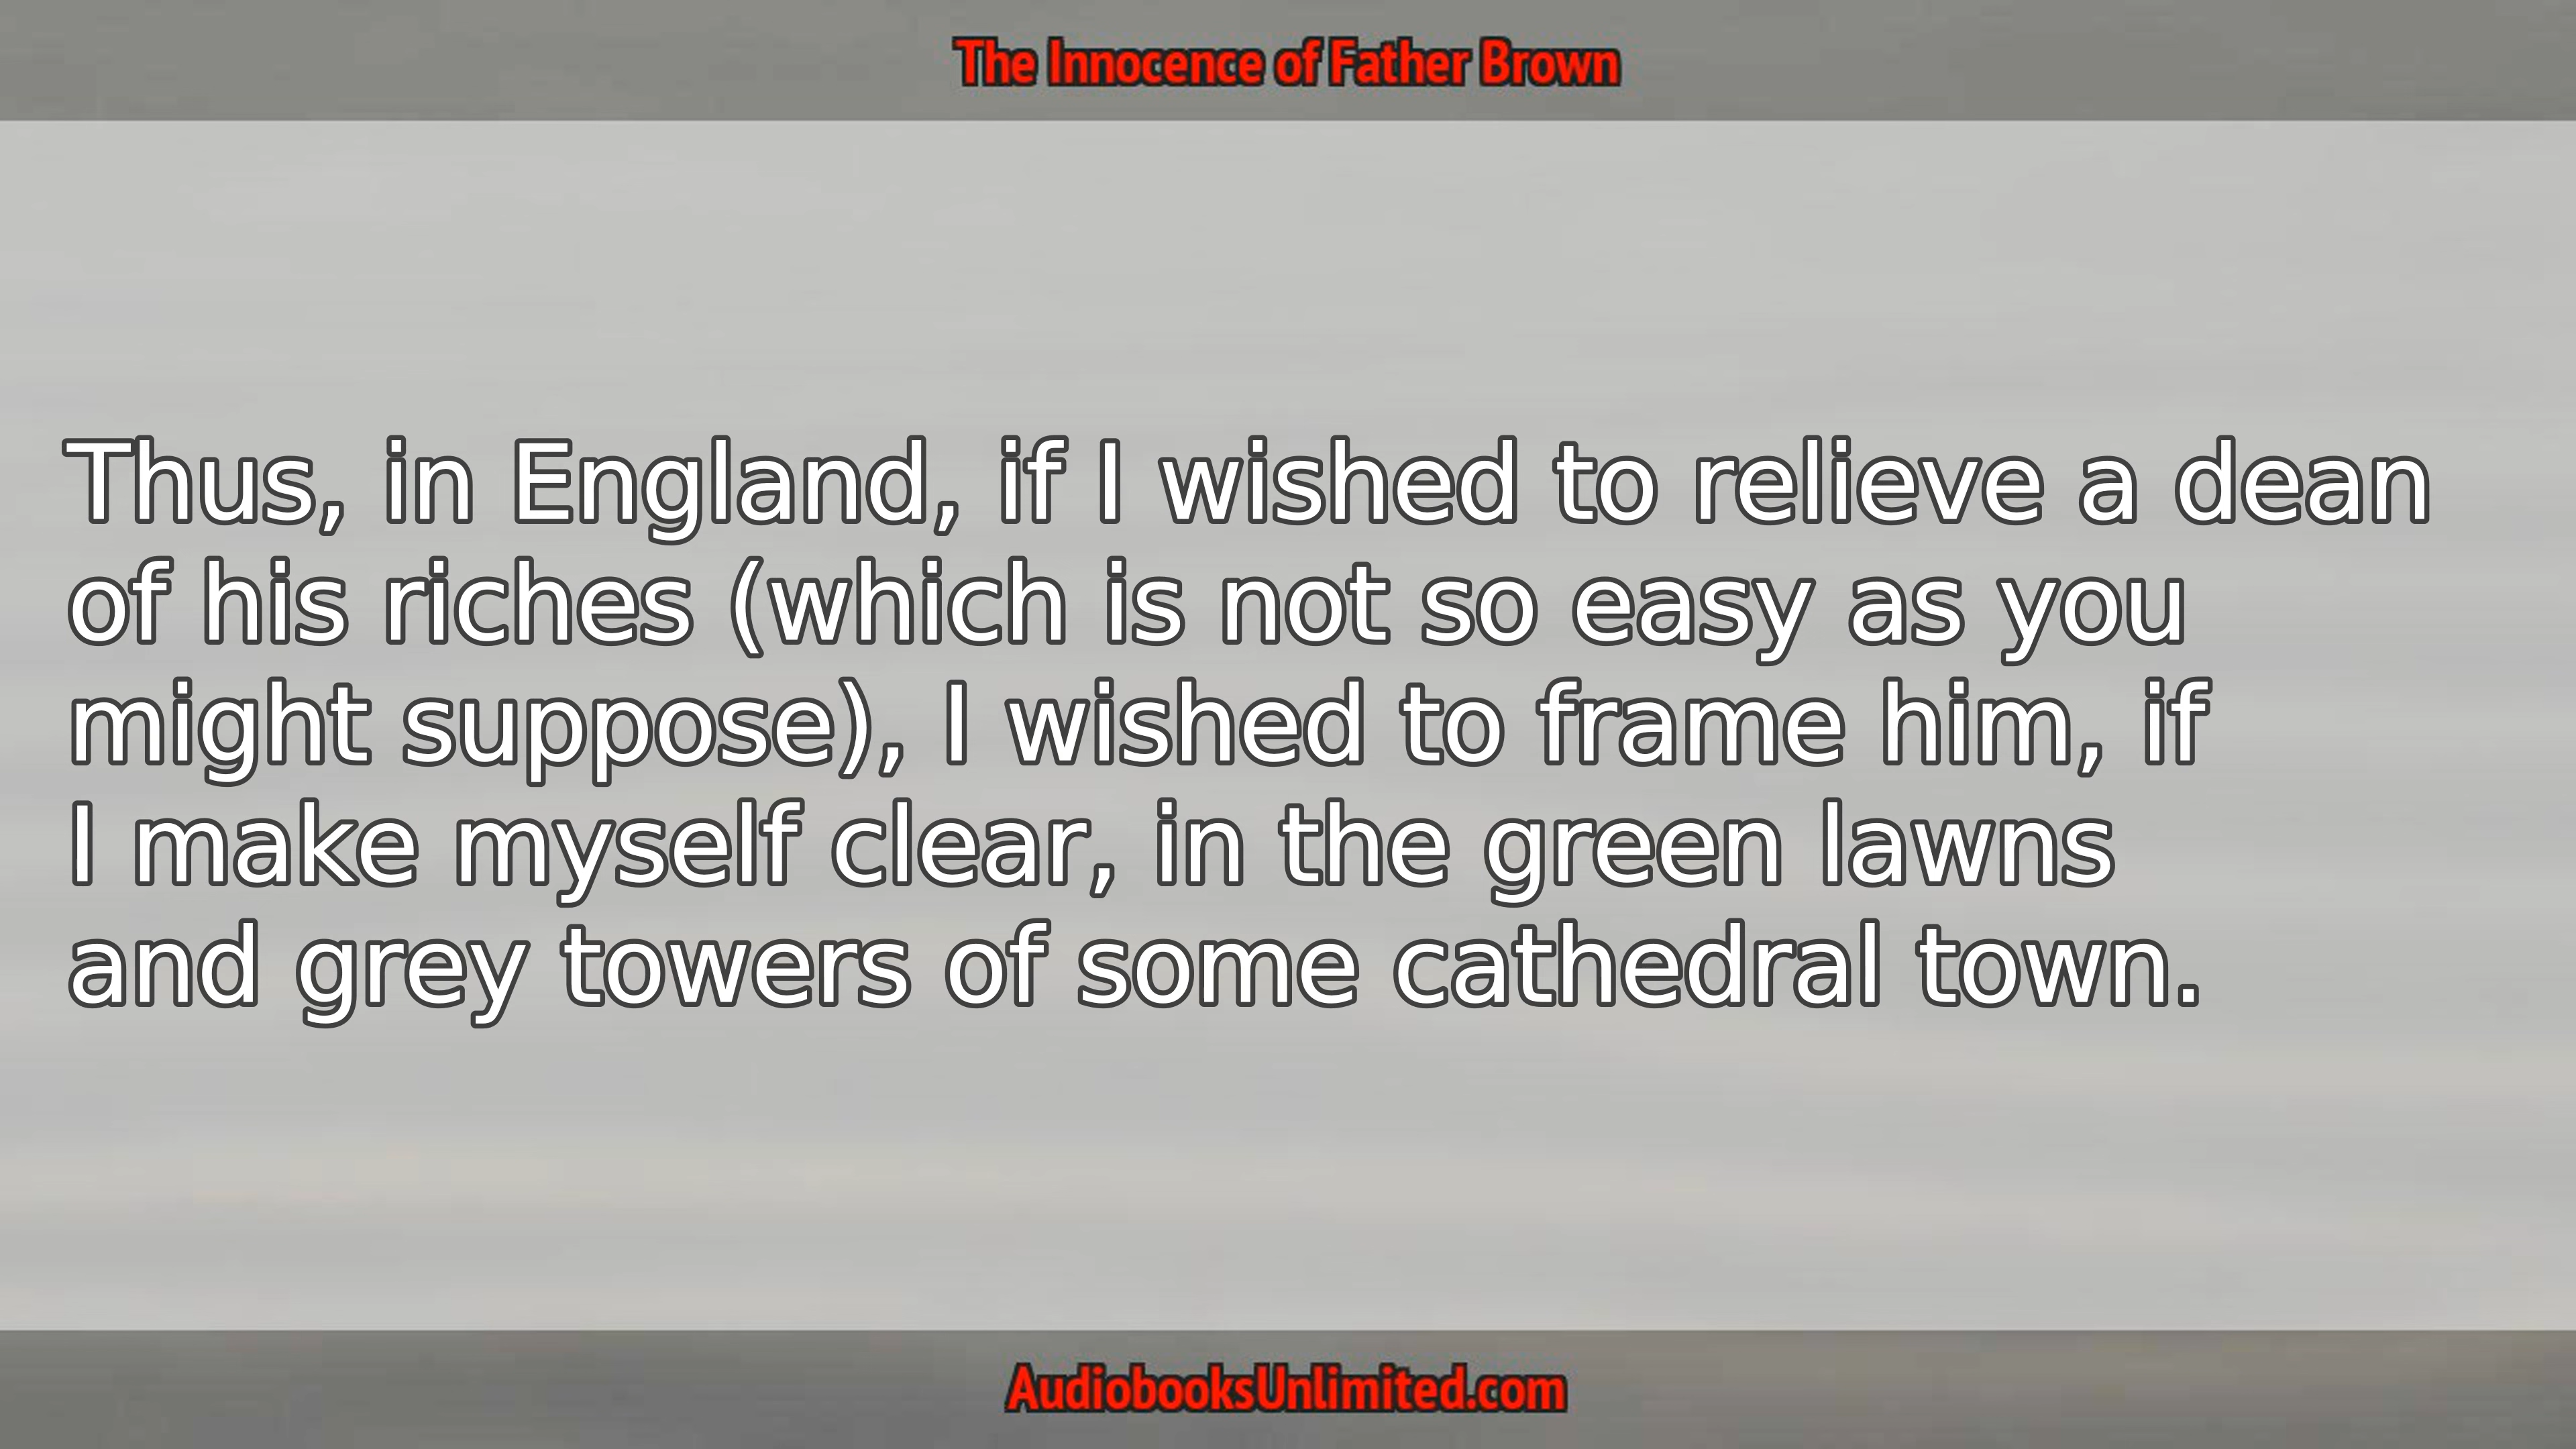 The Innocence of Father Brown
Thus, in England, if I wished to relieve a dean
of his riches (which is not so easy as you
might suppose), I wished to frame him, if
I make myself clear, in the green lawns
and grey towers of some cathedral town.
AudiobooksUnlimited.com